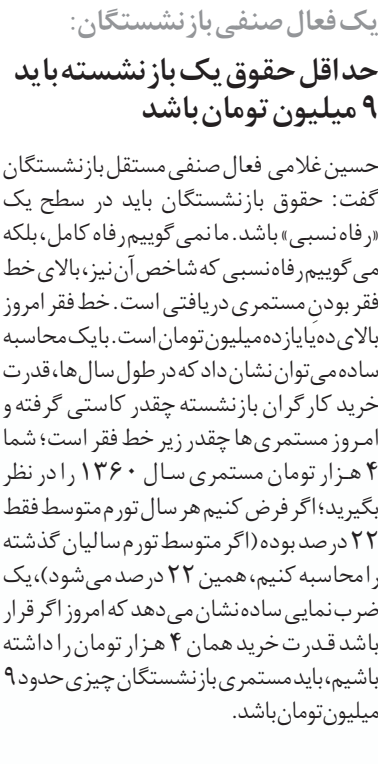 یک فعال صنفی بازنشستگان:
حداقل حقوق یک بازنشسته باید
۹ میلیون تومان باشد
حسین غلامی فعال صنفی مستقل بازنشستگان
گفت: حقوق بازنشستگان باید در سطح یک
«رفاه نسبی» باشد. ما نمی گوییم رفاه کامل، بلکه
می گوییم رفاه نسبی که شاخص آن نیز، بالای خط
فقر بودنِ مستمری دریافتی است. خط فقر امروز
بالای ده یا یازده میلیون تومان است. با یک محاسبه
ساده می توان نشان داد که در طول سال ها، قدرت
خرید کارگران بازنشسته چقدر کاستی گرفته و
امروز مستمری ها چقدر زیر خط فقر است؛ شما
۴ هزار تومان مستمری سال ۱۳۶۰ را در نظر
بگیرید؛ اگر فرض کنیم هر سال تورم متوسط فقط
۲۲ درصد بوده (اگر متوسط تورم سالیان گذشته
را محاسبه کنیم، همین ۲۲ درصد می شود)، یک
ضرب نمایی ساده نشان می دهد که امروز اگر قرار
باشد قدرت خرید همان ۴ هزار تومان را داشته
باشیم، باید مستمری بازنشستگان چیزی حدود ۹
میلیون تومان باشد.